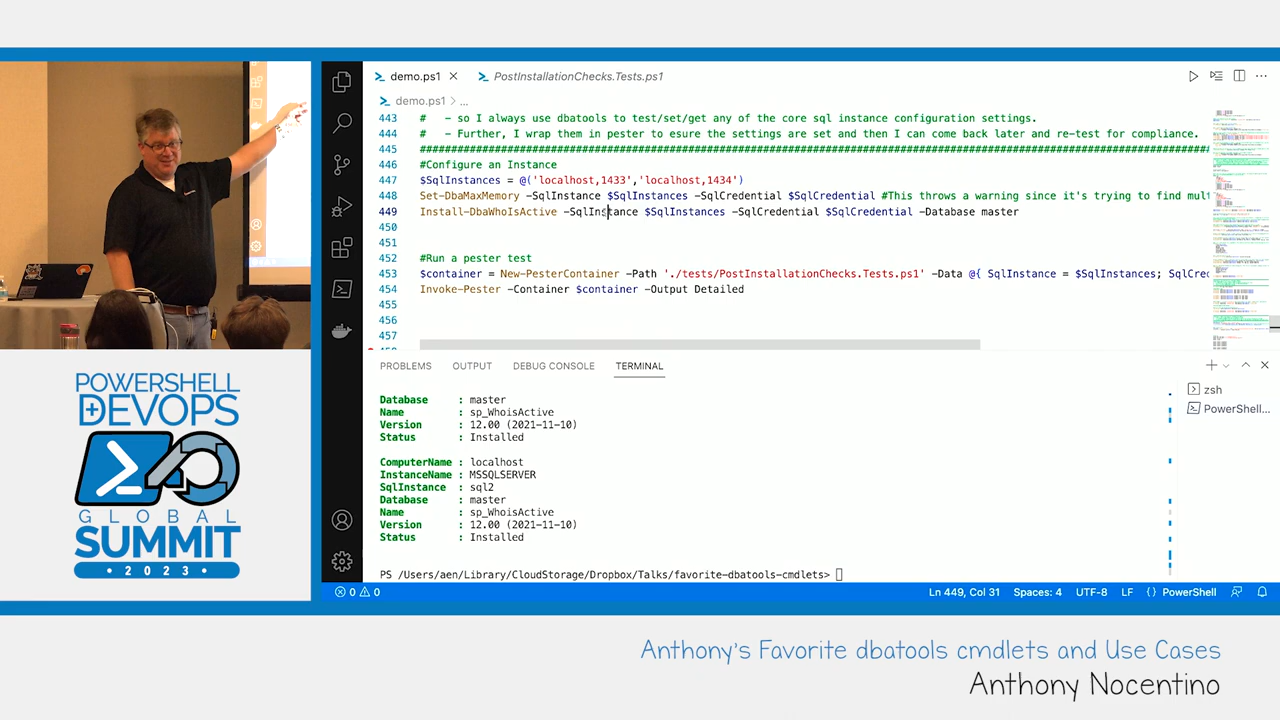 demo.ps1
PostInstallationChecks.Tests.ps1
demo.ps1 > ...
443 # - so I always use dbatools to test/set/get any of the core sql instance configuration settings.
444 # - Further, I use them in pester to esure the settings are set and then I can come back later and re-test for compliance.
445 ####
446 #Configure an instance
447 $SqlInstances = @('localhost,1433','localhost,1434')
448 Set-DbaMaxMemory -SqlInstance $SqlInstances -SqlCredential $SqlCredential #This throws a warning since it's trying to find mul
449 Install-DbaWhoIsActive -SqlInstance $SqlInstances -SqlCredential $SqlCredential -Database master
450
451
452 #Run a pester test
453 $container = New-PesterContainer -Path './tests/PostInstallationChecks.Tests.ps1' -Data @{ SqlInstance = $SqlInstances; SqlCre
454 Invoke-Pester -Container $container -Output Detailed
455
456
457
PROBLEMS OUTPUT DEBUG CONSOLE TERMINAL
zsh
PowerShell...
Database : master
Name : sp_WhoisActive
Version : 12.00 (2021-11-10)
Status : Installed
ComputerName : localhost
InstanceName : MSSQLSERVER
SqlInstance : sql2
Database : master
Name : sp_WhoisActive
Version : 12.00 (2021-11-10)
Status : Installed
PS /Users/aen/Library/CloudStorage/Dropbox/Talks/favorite-dbatools-cmdlets>
0 0
Ln 449, Col 31 Spaces: 4 UTF-8 LF {} PowerShell
POWERSHELL
+DEVOPS
GLOBAL
SUMMIT
• 2023 •
Anthony's Favorite dbatools cmdlets and Use Cases
Anthony Nocentino